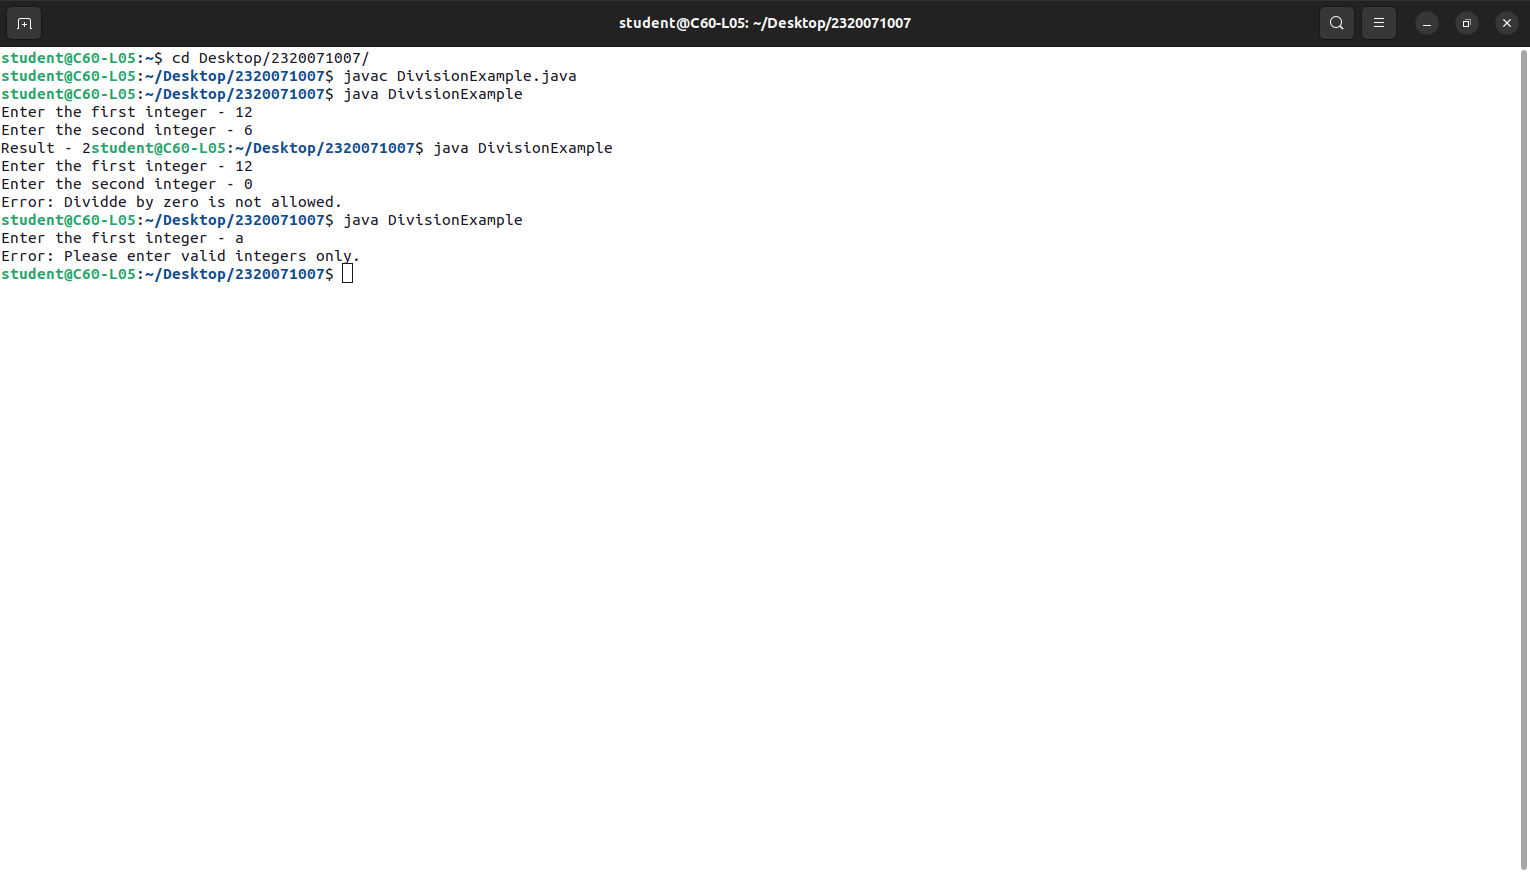 student@C60-L05: ~/Desktop/2320071007
student@C60-L05:~$ cd Desktop/2320071007/
student@C60-L05:~/Desktop/2320071007$ javac DivisionExample.java
student@C60-L05:~/Desktop/2320071007$ java DivisionExample
Enter the first integer - 12
Enter the second integer - 6
Result - 2student@C60-L05:~/Desktop/2320071007$ java DivisionExample
Enter the first integer - 12
Enter the second integer - 0
Error: Dividde by zero is not allowed.
student@C60-L05:~/Desktop/2320071007$ java DivisionExample
Enter the first integer - a
Error: Please enter valid integers only.
student@C60-L05:~/Desktop/2320071007$